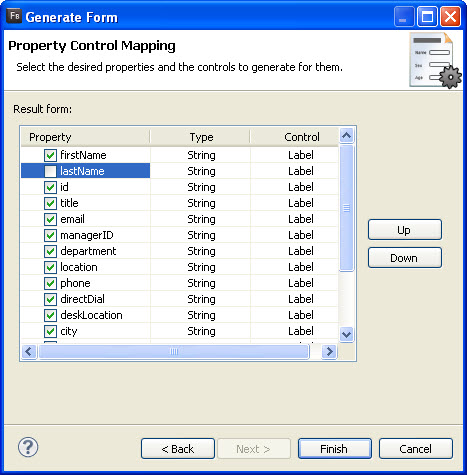 FB Generate Form
Property Control Mapping
Select the desired properties and the controls to generate for them.
Name
Sex
Age
Result form:
Property Type Control
firstName String Label
lastName String Label
id String Label
title String Label
email String Label
managerID String Label
department String Label
location String Label
phone String Label
directDial String Label
deskLocation String Label
city String Label
Up
Down
?
< Back Next > Finish Cancel